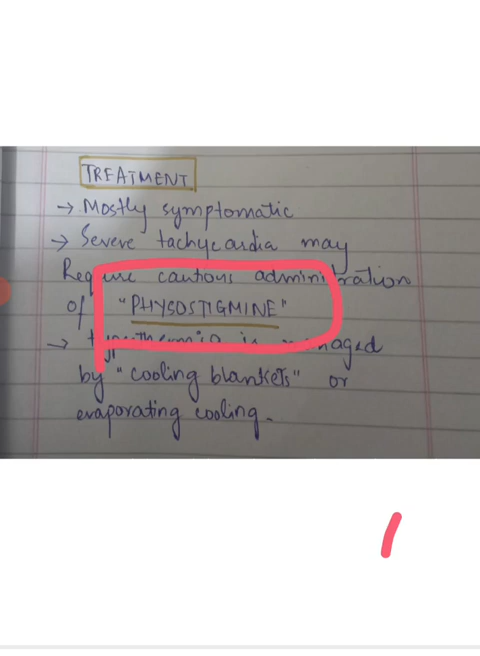 TREATMENT
→ Mostly symptomatic
→ Severe tachycardia may
Require cautious administration
of "PHYSOSTIGMINE"
→ is managed
by "cooling blankets" or
evaporating cooling.